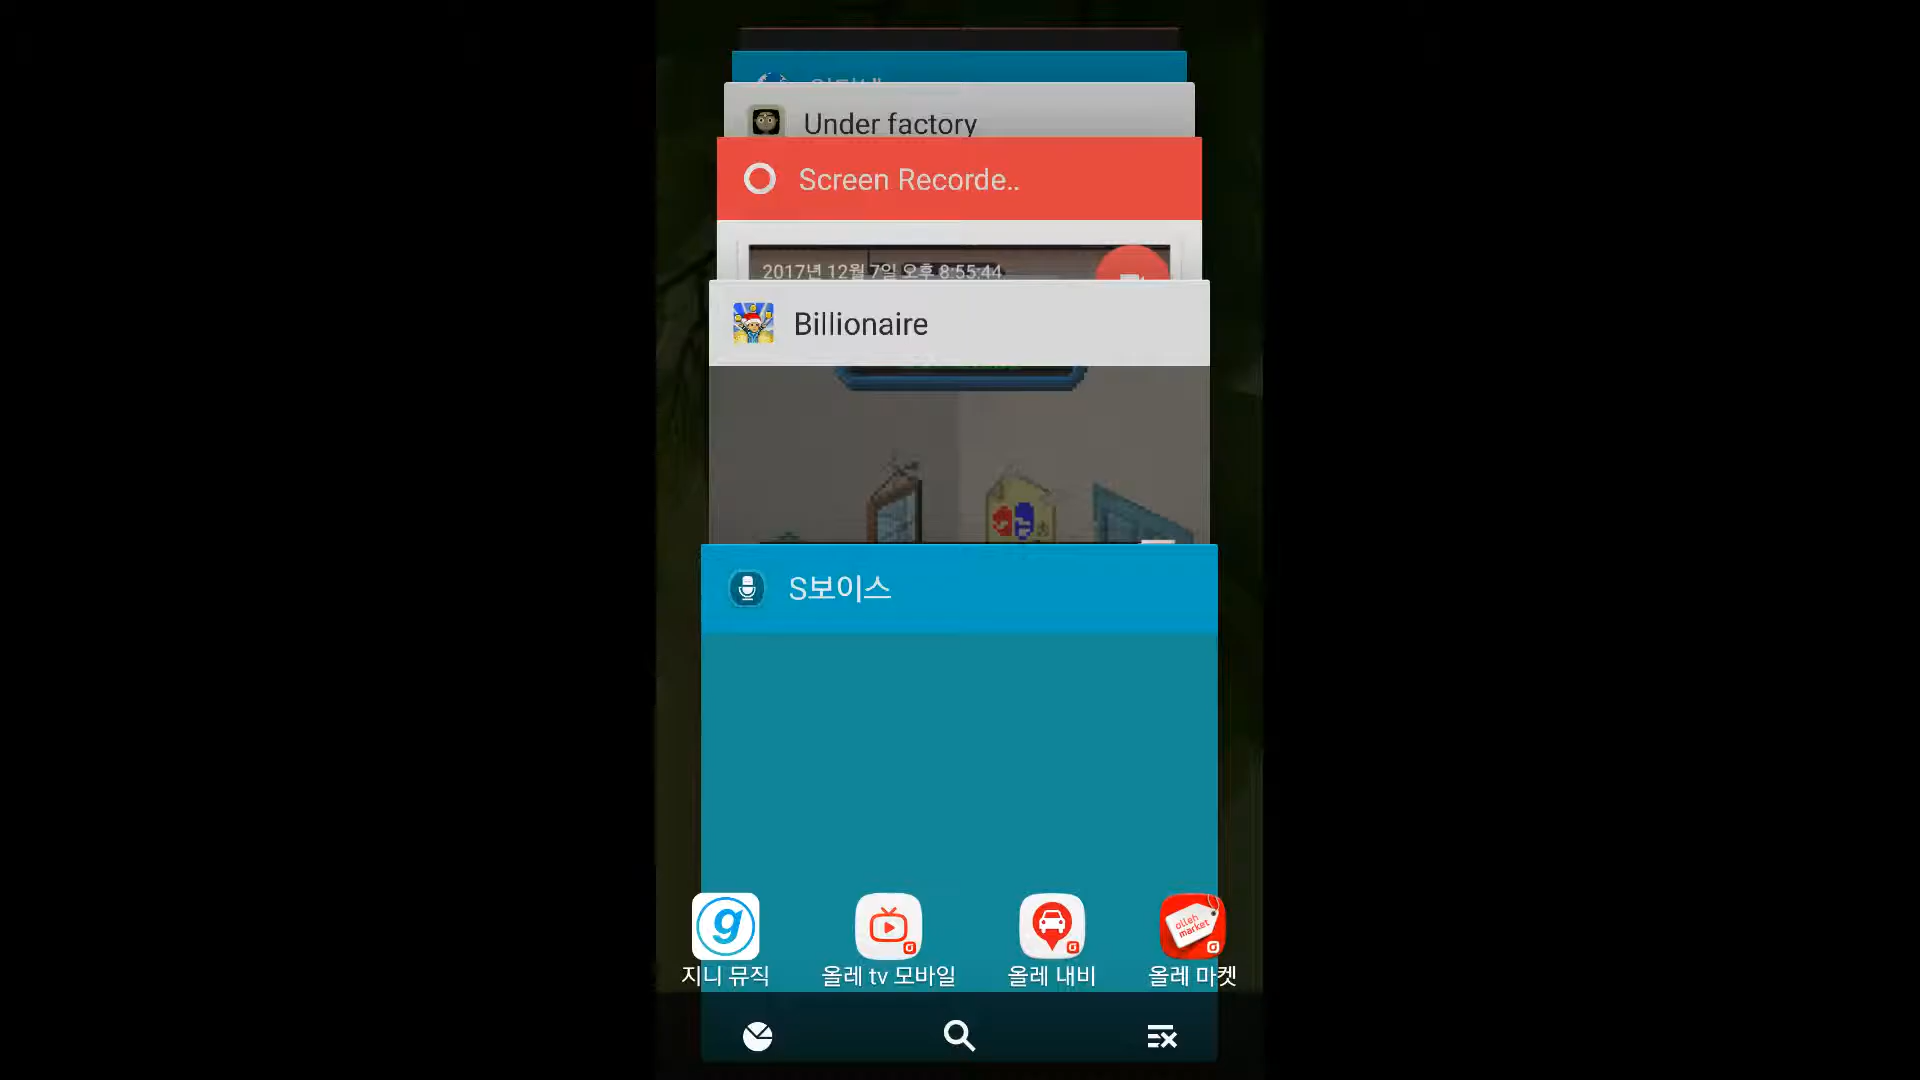 Under factory
Screen Recorde..
2017년 12월 7일 오후 8:55:44
Billionaire
S보이스
olleh
market
지니 뮤직
올레 tv 모바일
올레 내비
올레 마켓